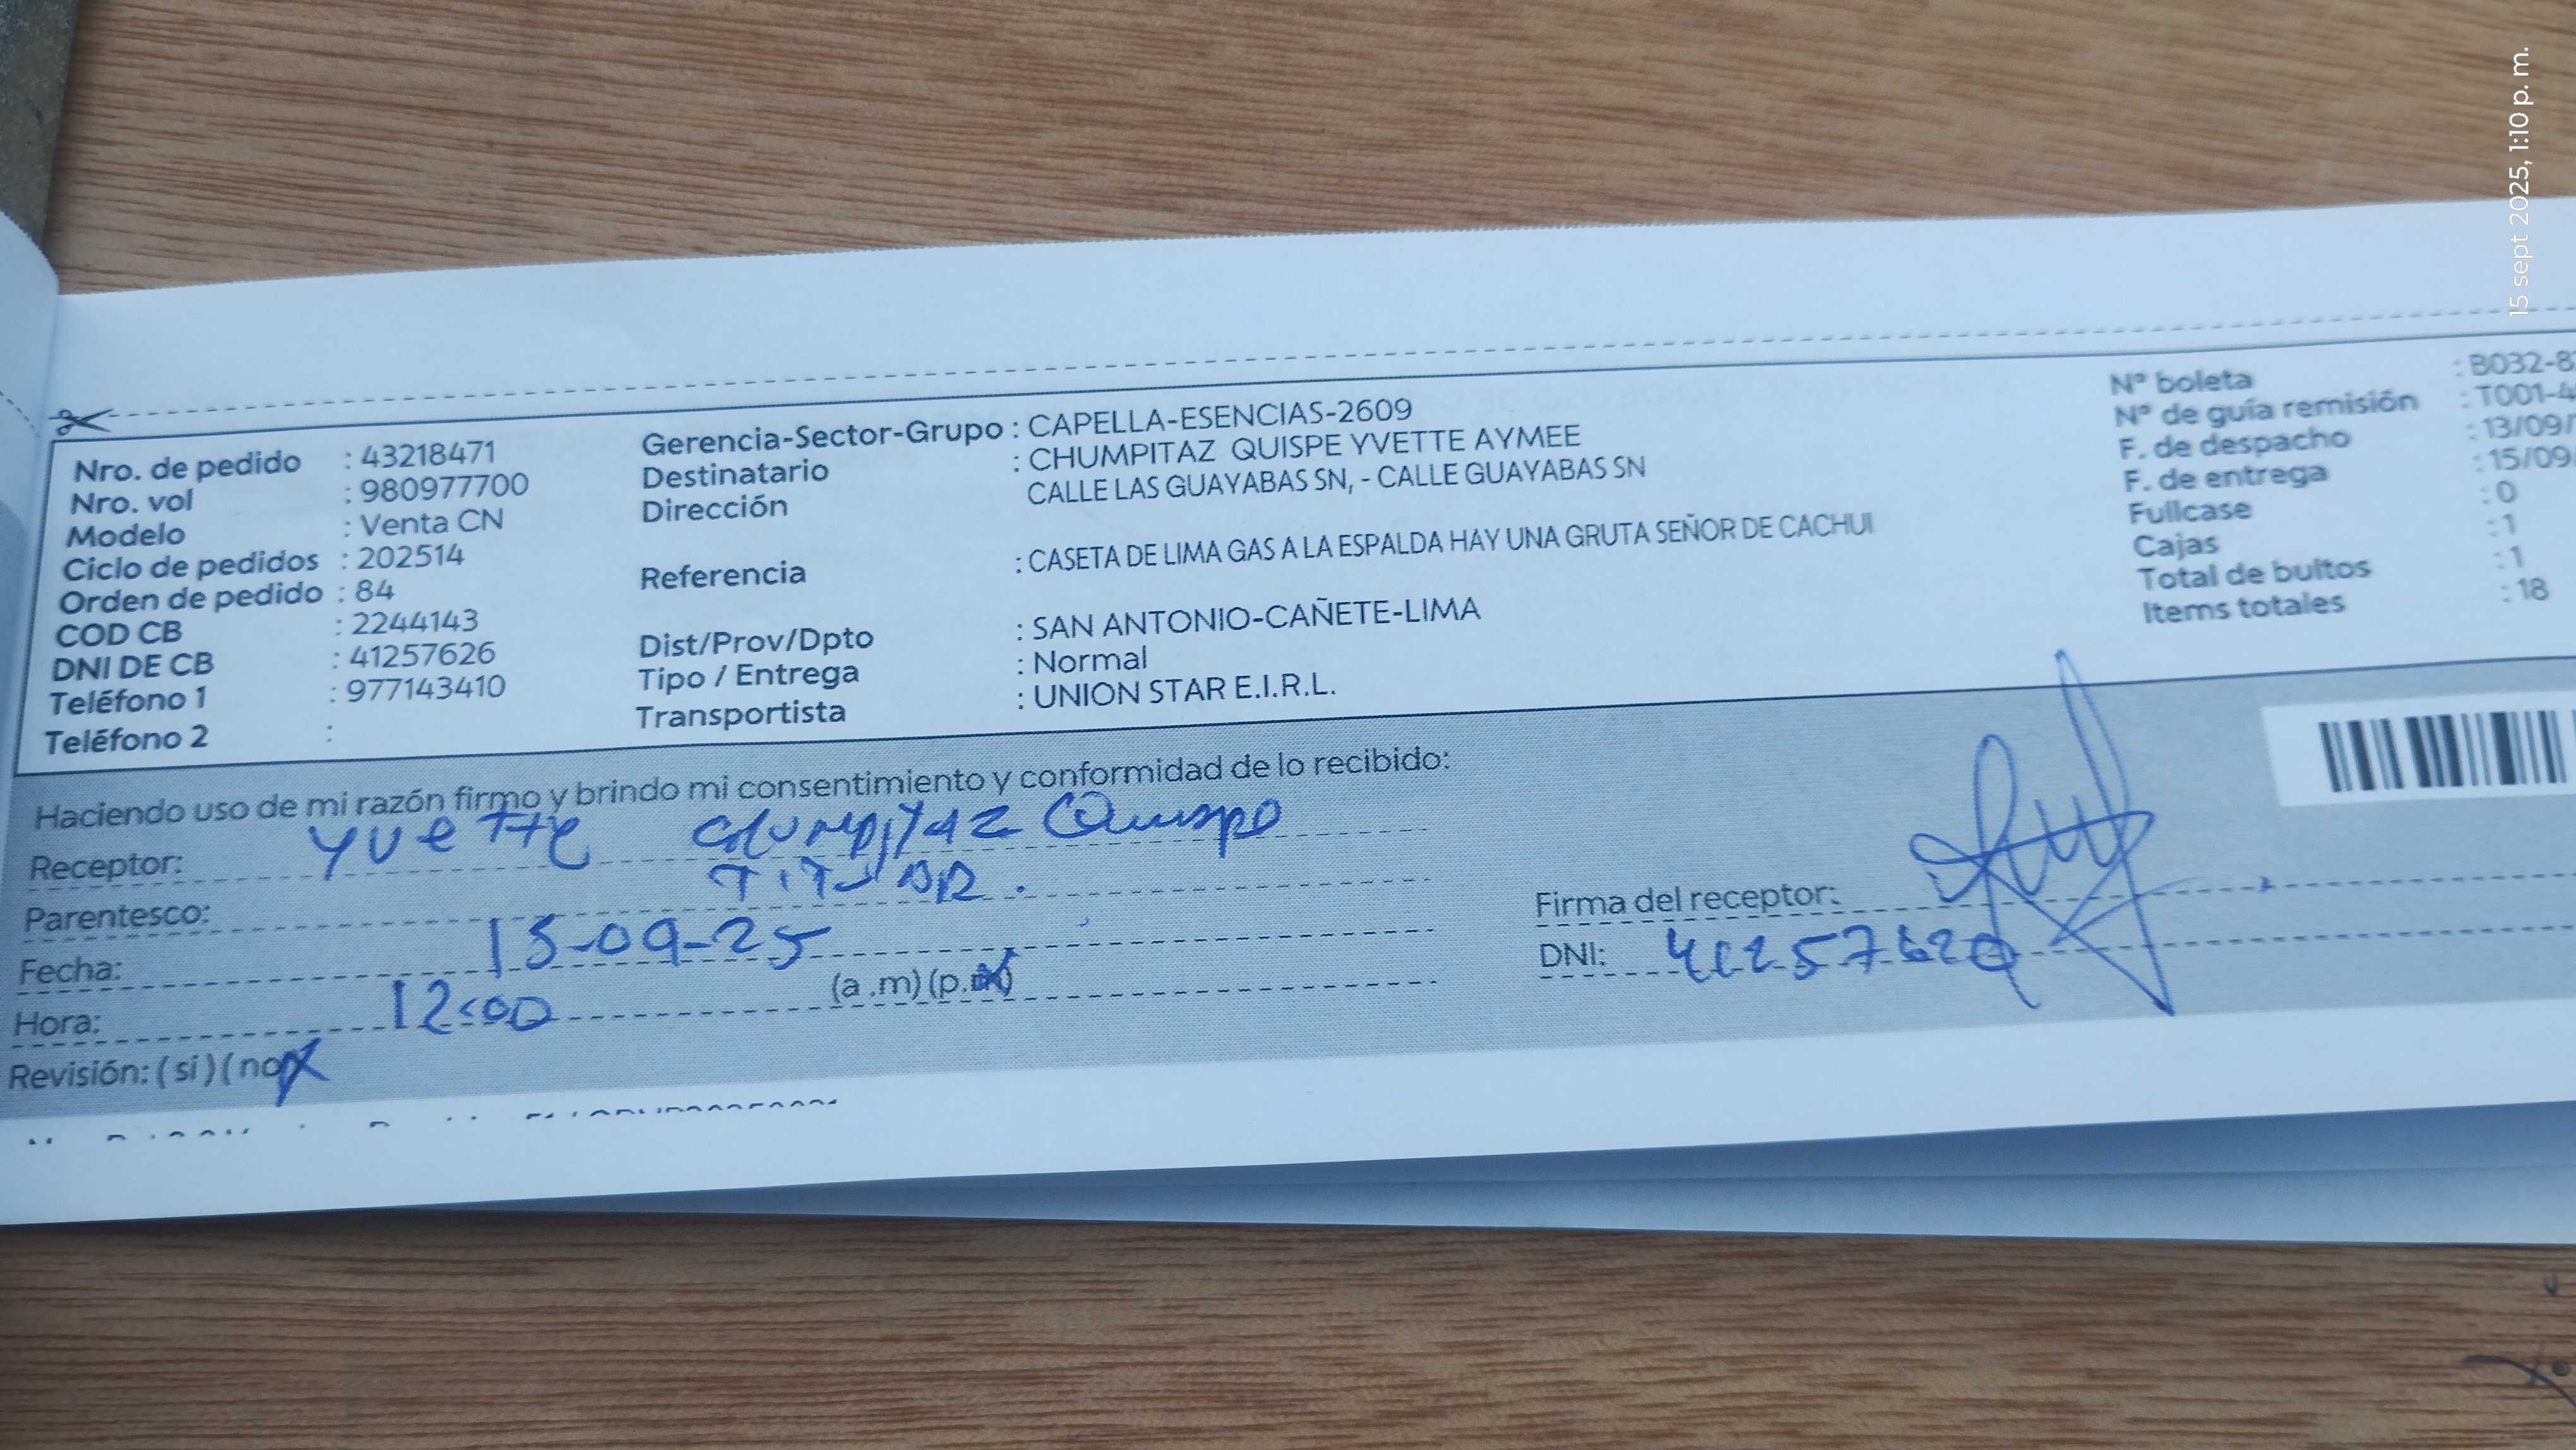 15 sept 2025, 1:10 p. m.
Nro. de pedido : 43218471
Nro. vol : 980977700
Modelo : Venta CN
Ciclo de pedidos : 202514
Orden de pedido : 84
COD CB : 2244143
DNI DE CB : 41257626
Teléfono 1 : 977143410
Teléfono 2 :
Gerencia-Sector-Grupo : CAPELLA-ESENCIAS-2609
Destinatario : CHUMPITAZ QUISPE YVETTE AYMEE
Dirección CALLE LAS GUAYABAS SN, - CALLE GUAYABAS SN
Referencia : CASETA DE LIMA GAS A LA ESPALDA HAY UNA GRUTA SEÑOR DE CACHUI
Dist/Prov/Dpto : SAN ANTONIO-CAÑETE-LIMA
Tipo / Entrega : Normal
Transportista : UNION STAR E.I.R.L.
N° boleta : B032-8
N° de guía remisión : T001-4
F. de despacho : 13/09/
F. de entrega : 15/09/
Fullcase : 0
Cajas : 1
Total de bultos : 1
Items totales : 18
Haciendo uso de mi razón firmo y brindo mi consentimiento y conformidad de lo recibido:
Receptor: Yvette Chumpitaz Quispe
Parentesco: TITULAR.
Fecha: 15-09-25
Hora: 12:00 (a .m) (p.m)
Revisión: ( si ) ( no
Firma del receptor:
DNI: 41257626